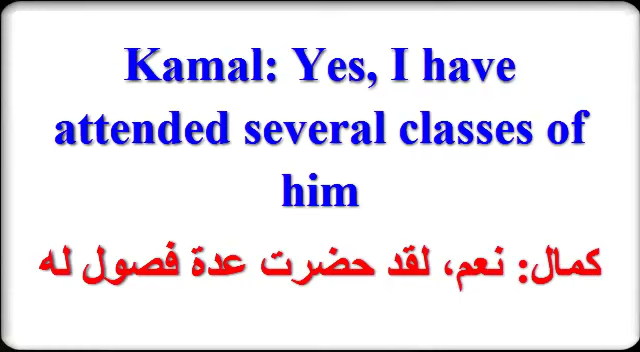 Kamal: Yes, I have
attended several classes of
him
كمال: نعم، لقد حضرت عدة فصول له